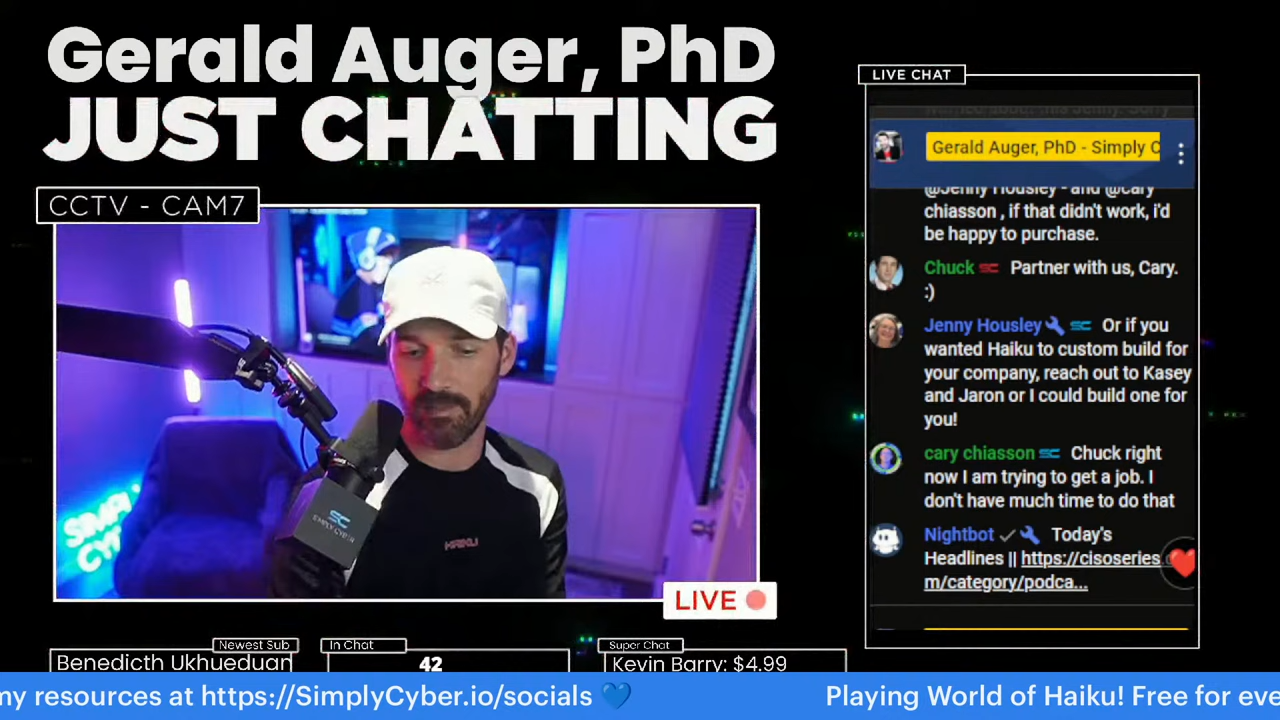 Gerald Auger, PhD
JUST CHATTING
CCTV - CAM7
SIMPLY CYBER
HAIKU
LIVE
LIVE CHAT
Gerald Auger, PhD - Simply C
@Jenny Housley - and @cary
chiasson , if that didn't work, i'd
be happy to purchase.
Chuck Partner with us, Cary.
:)
Jenny Housley Or if you
wanted Haiku to custom build for
your company, reach out to Kasey
and Jaron or I could build one for
you!
cary chiasson Chuck right
now I am trying to get a job. I
don't have much time to do that
Nightbot Today's
Headlines || https://cisoseries.
m/category/podca...
Newest Sub
Benedicth Ukhueduan
In Chat
42
Super Chat
Kevin Barry: $4.99
my resources at https://SimplyCyber.io/socials 💙 Playing World of Haiku! Free for eve